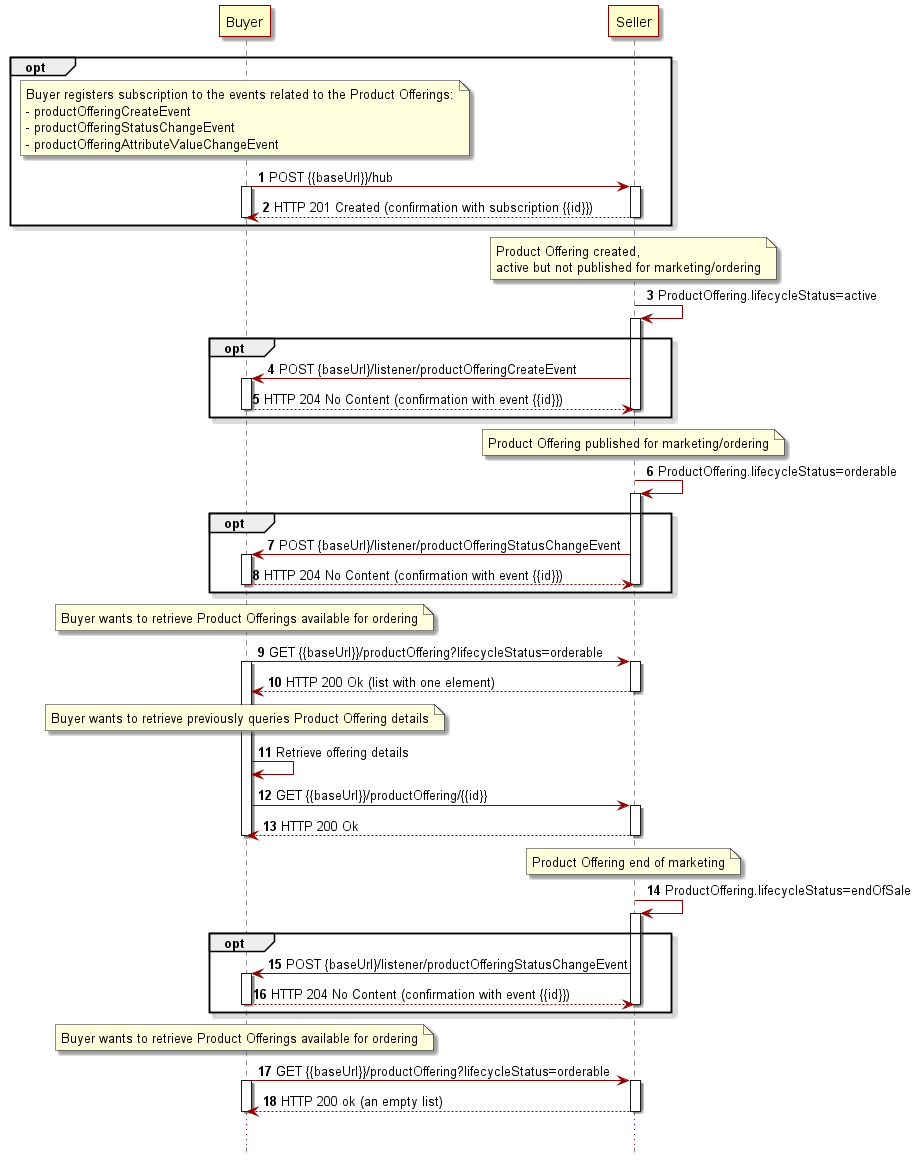 Buyer
Seller
opt
Buyer registers subscription to the events related to the Product Offerings:
- productOfferingCreateEvent
- productOfferingStatusChangeEvent
- productOfferingAttributeValueChangeEvent
1 POST {{baseUrl}}/hub
2 HTTP 201 Created (confirmation with subscription {{id}})
Product Offering created,
active but not published for marketing/ordering
3 ProductOffering.lifecycleStatus=active
opt
4 POST {baseUrl}/listener/productOfferingCreateEvent
5 HTTP 204 No Content (confirmation with event {{id}})
Product Offering published for marketing/ordering
6 ProductOffering.lifecycleStatus=orderable
opt
7 POST {baseUrl}/listener/productOfferingStatusChangeEvent
8 HTTP 204 No Content (confirmation with event {{id}})
Buyer wants to retrieve Product Offerings available for ordering
9 GET {{baseUrl}}/productOffering?lifecycleStatus=orderable
10 HTTP 200 Ok (list with one element)
Buyer wants to retrieve previously queries Product Offering details
11 Retrieve offering details
12 GET {{baseUrl}}/productOffering/{{id}}
13 HTTP 200 Ok
Product Offering end of marketing
14 ProductOffering.lifecycleStatus=endOfSale
opt
15 POST {baseUrl}/listener/productOfferingStatusChangeEvent
16 HTTP 204 No Content (confirmation with event {{id}})
Buyer wants to retrieve Product Offerings available for ordering
17 GET {{baseUrl}}/productOffering?lifecycleStatus=orderable
18 HTTP 200 ok (an empty list)